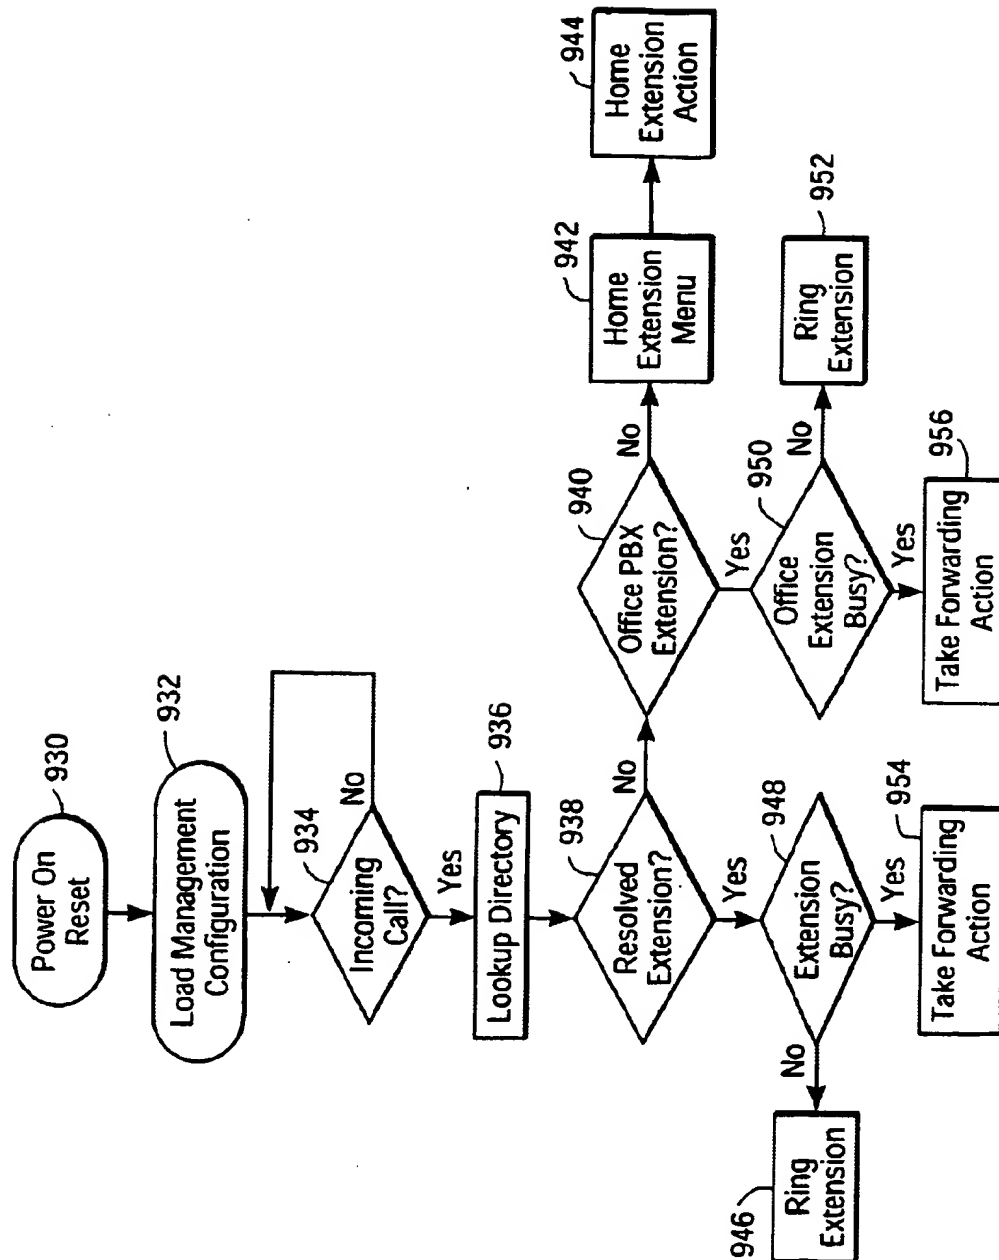 Power On
Reset
930
Load Management
Configuration
932
Incoming
Call?
934
No
Yes
Lookup Directory
936
Resolved
Extension?
938
No
Yes
Office PBX
Extension?
940
No
Yes
Home
Extension
Menu
942
Home
Extension
Action
944
Ring
Extension
946
No
Extension
Busy?
948
Yes
Office
Extension
Busy?
950
No
Yes
Ring
Extension
952
Take Forwarding
Action
954
Take Forwarding
Action
956